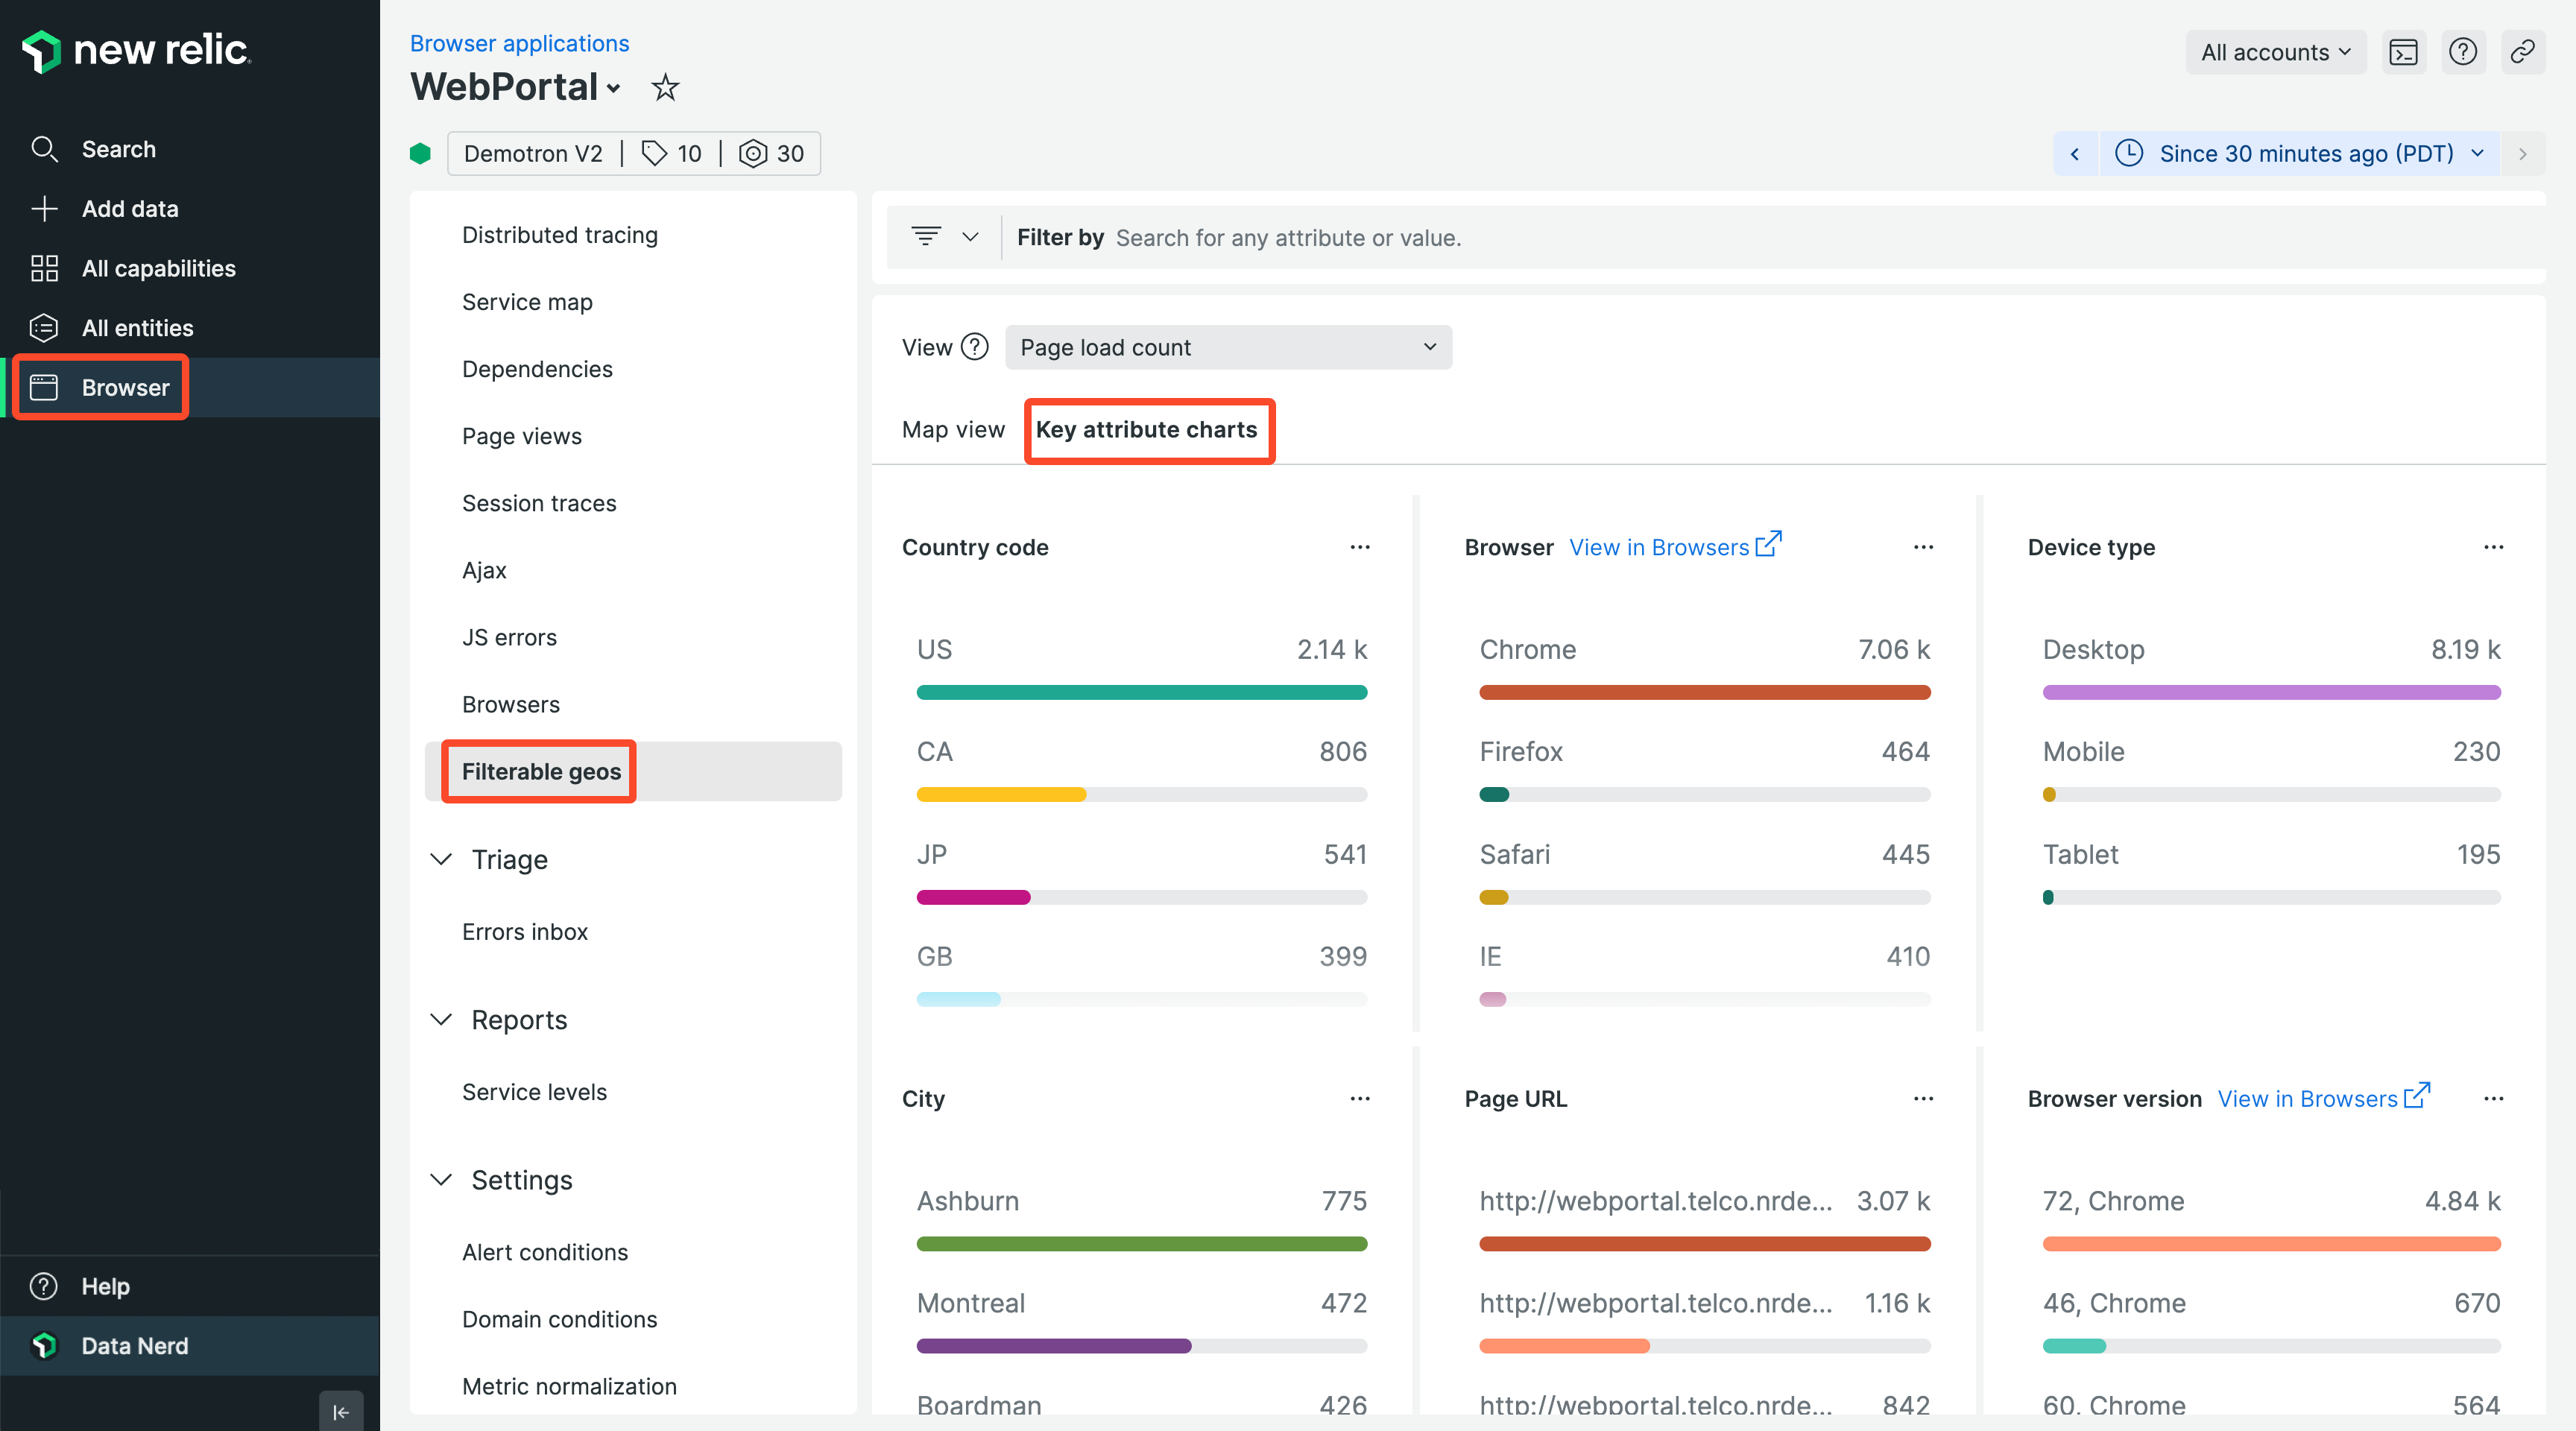 new relic.
Search
Add data
All capabilities
All entities
Browser
Help
Data Nerd
Browser applications
WebPortal
Demotron V2 | 10 | 30
All accounts
Since 30 minutes ago (PDT)
Distributed tracing
Service map
Dependencies
Page views
Session traces
Ajax
JS errors
Browsers
Filterable geos
Triage
Errors inbox
Reports
Service levels
Settings
Alert conditions
Domain conditions
Metric normalization
Filter by Search for any attribute or value.
View Page load count
Map view Key attribute charts
Country code
US 2.14 k
CA 806
JP 541
GB 399
Browser View in Browsers
Chrome 7.06 k
Firefox 464
Safari 445
IE 410
Device type
Desktop 8.19 k
Mobile 230
Tablet 195
City
Ashburn 775
Montreal 472
Boardman 426
Page URL
http://webportal.telco.nrde... 3.07 k
http://webportal.telco.nrde... 1.16 k
http://webportal.telco.nrde... 842
Browser version View in Browsers
72, Chrome 4.84 k
46, Chrome 670
60, Chrome 564